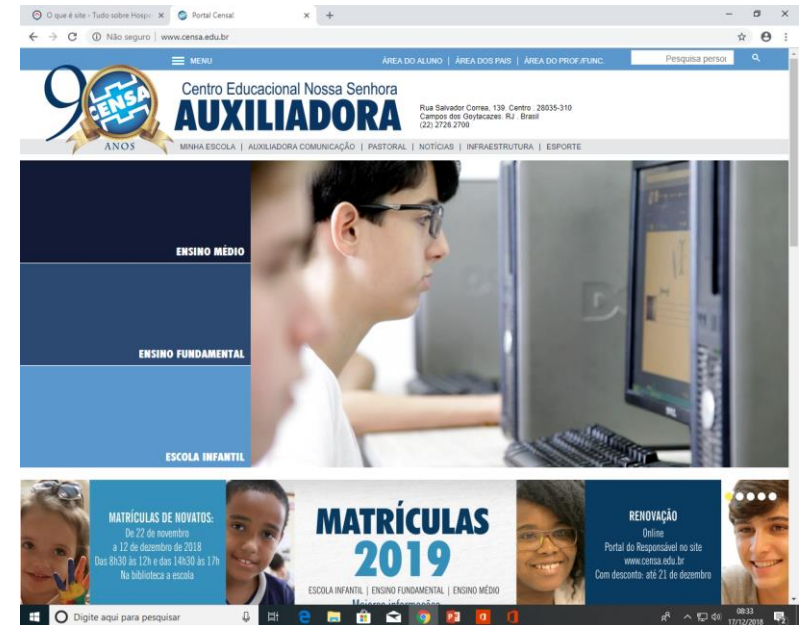 O que é site - Tudo sobre Hospe
Portal Censa!
Não seguro | www.censa.edu.br
MENU
ÁREA DO ALUNO | ÁREA DOS PAIS | ÁREA DO PROF./FUNC.
Pesquisa person
90 CENSA
ANOS
Centro Educacional Nossa Senhora
AUXILIADORA
Rua Salvador Correa, 139. Centro . 28035-310
Campos dos Goytacazes. RJ . Brasil
(22) 2726.2700
MINHA ESCOLA | AUXILIADORA COMUNICAÇÃO | PASTORAL | NOTÍCIAS | INFRAESTRUTURA | ESPORTE
ENSINO MÉDIO
ENSINO FUNDAMENTAL
ESCOLA INFANTIL
DELL
MATRÍCULAS DE NOVATOS:
De 22 de novembro
a 12 de dezembro de 2018
Das 8h30 às 12h e das 14h30 às 17h
Na biblioteca a escola
MATRÍCULAS
2019
ESCOLA INFANTIL | ENSINO FUNDAMENTAL | ENSINO MÉDIO
Maiores informações
RENOVAÇÃO
Online
Portal do Responsável no site
www.censa.edu.br
Com desconto: até 21 de dezembro
Digite aqui para pesquisar
08:33
17/12/2018